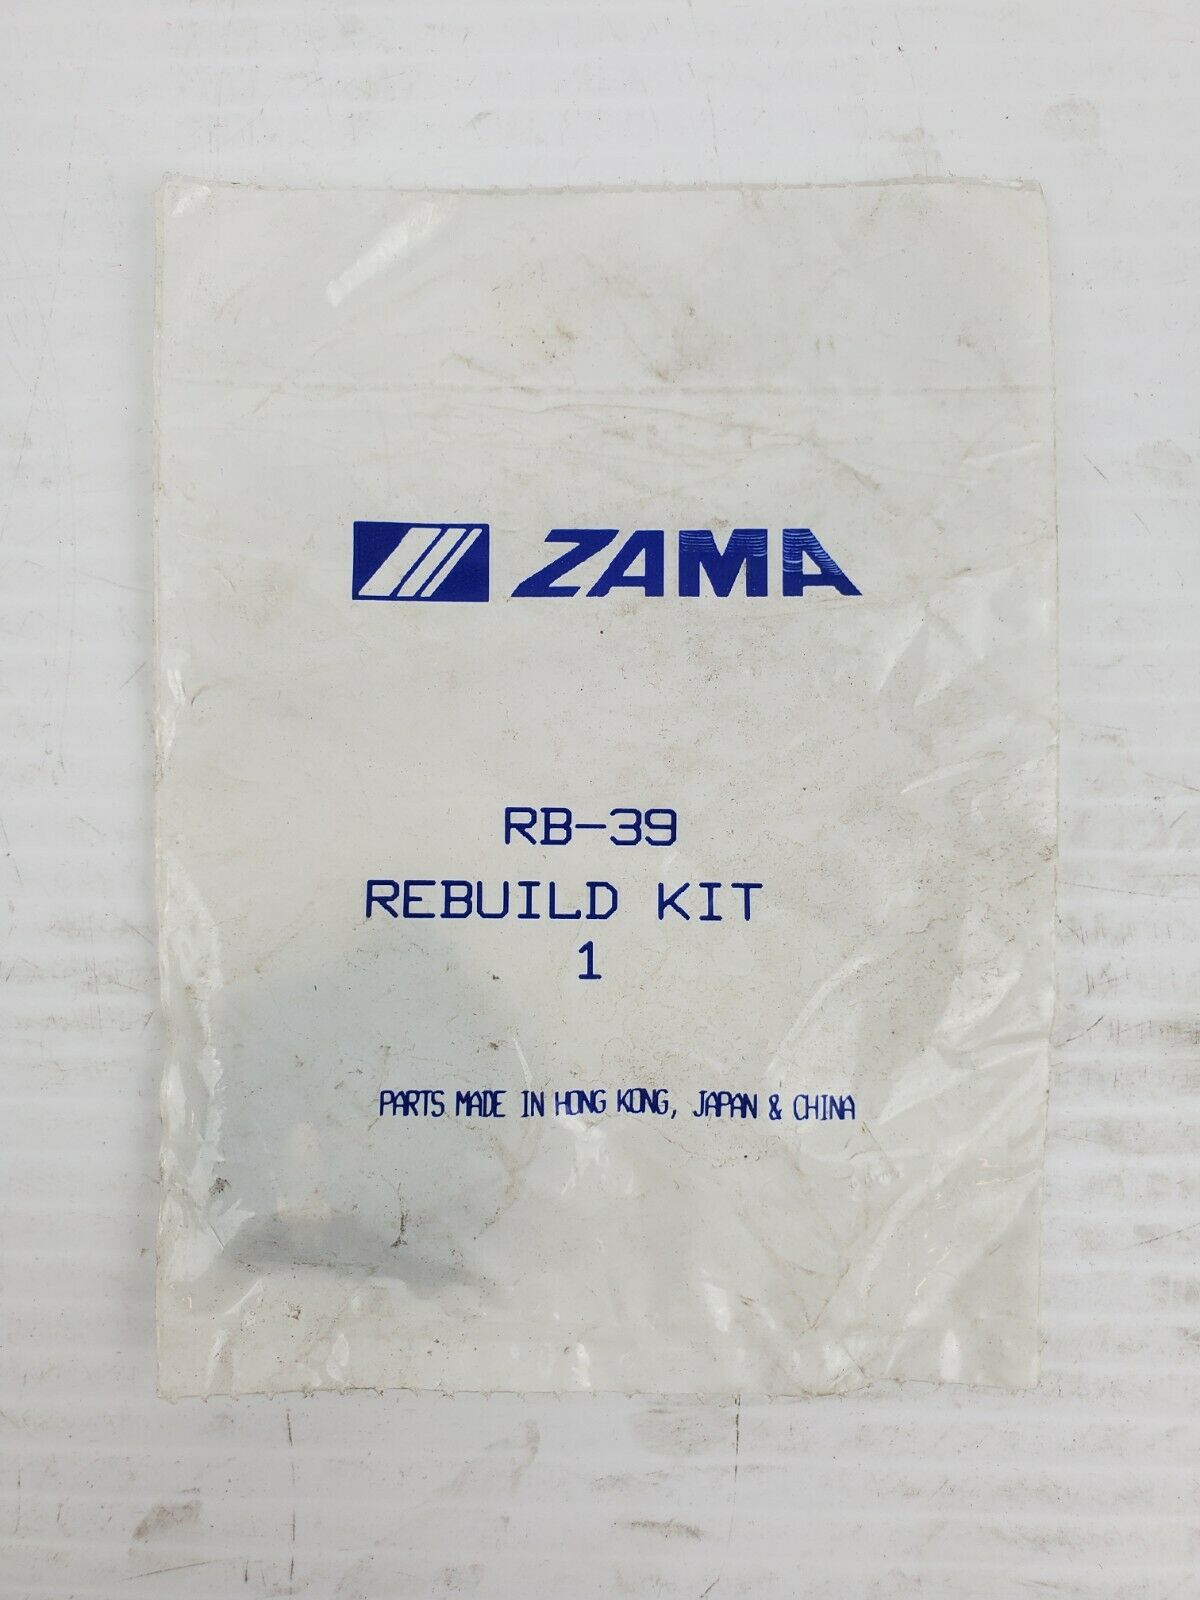 ZAMA
RB-39
REBUILD KIT
1
PARTS MADE IN HONG KONG, JAPAN & CHINA